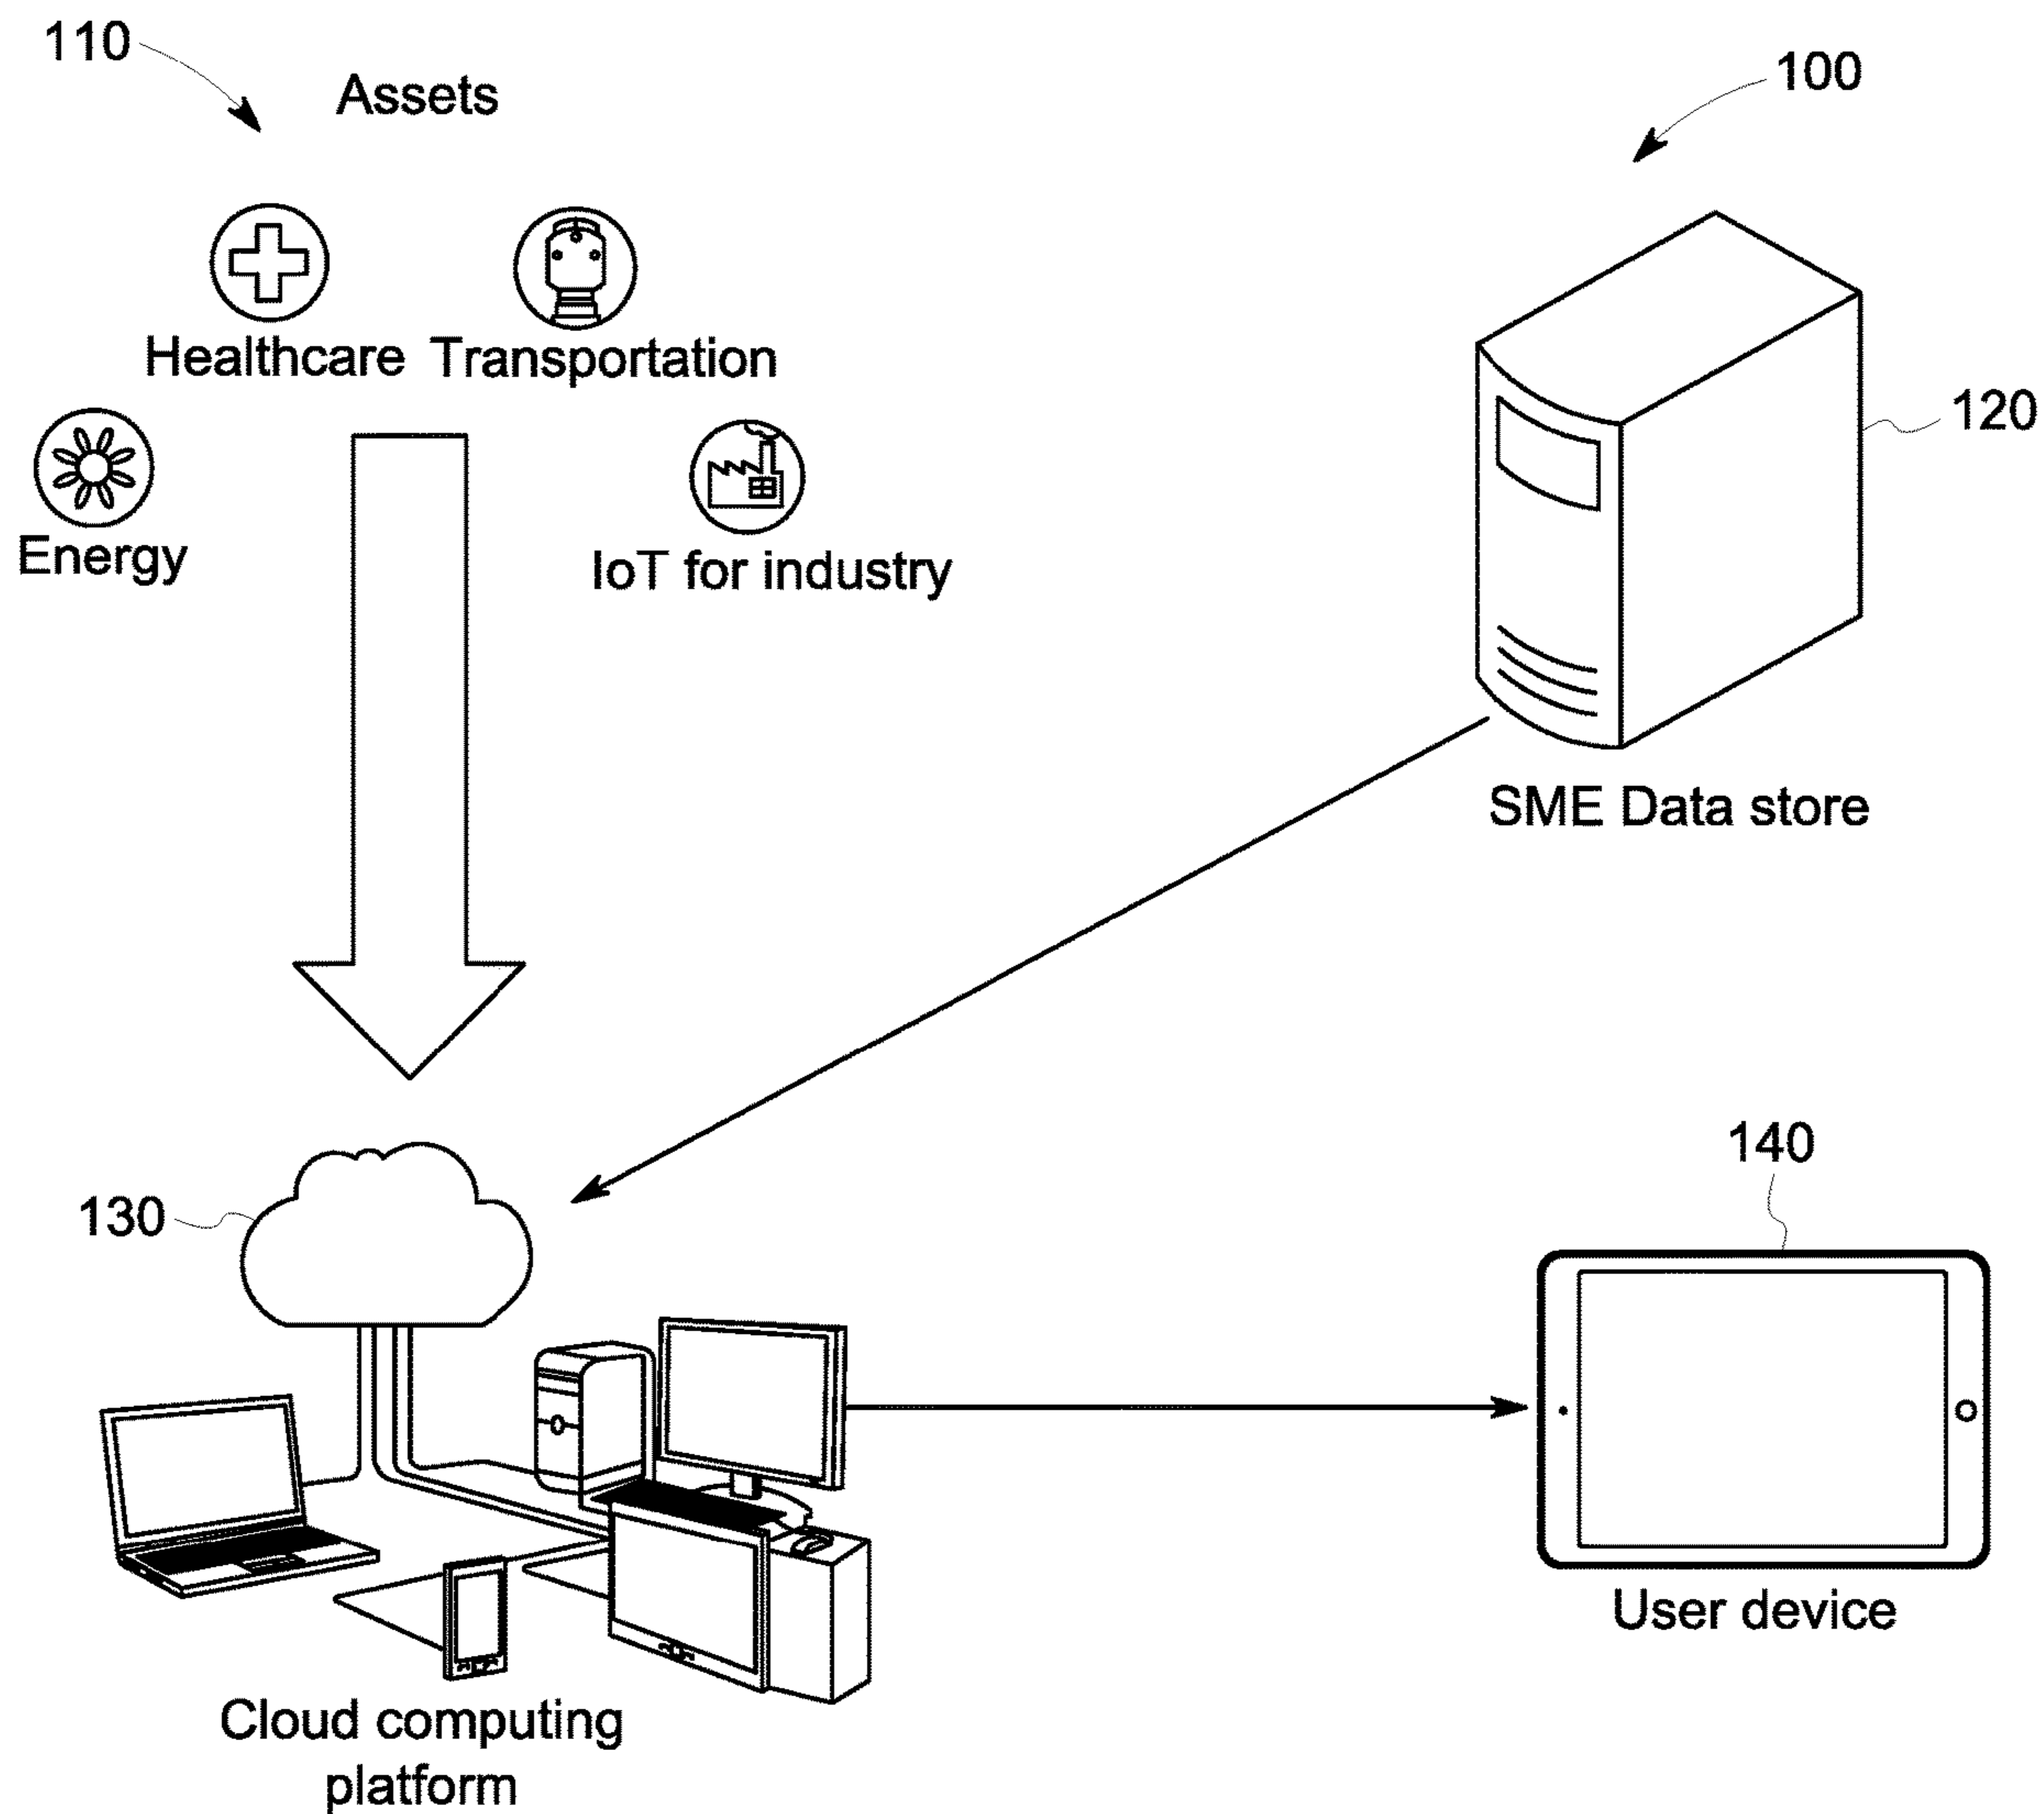 110
Assets
100
Healthcare
Transportation
120
Energy
IoT for industry
SME Data store
140
130
User device
Cloud computing
platform